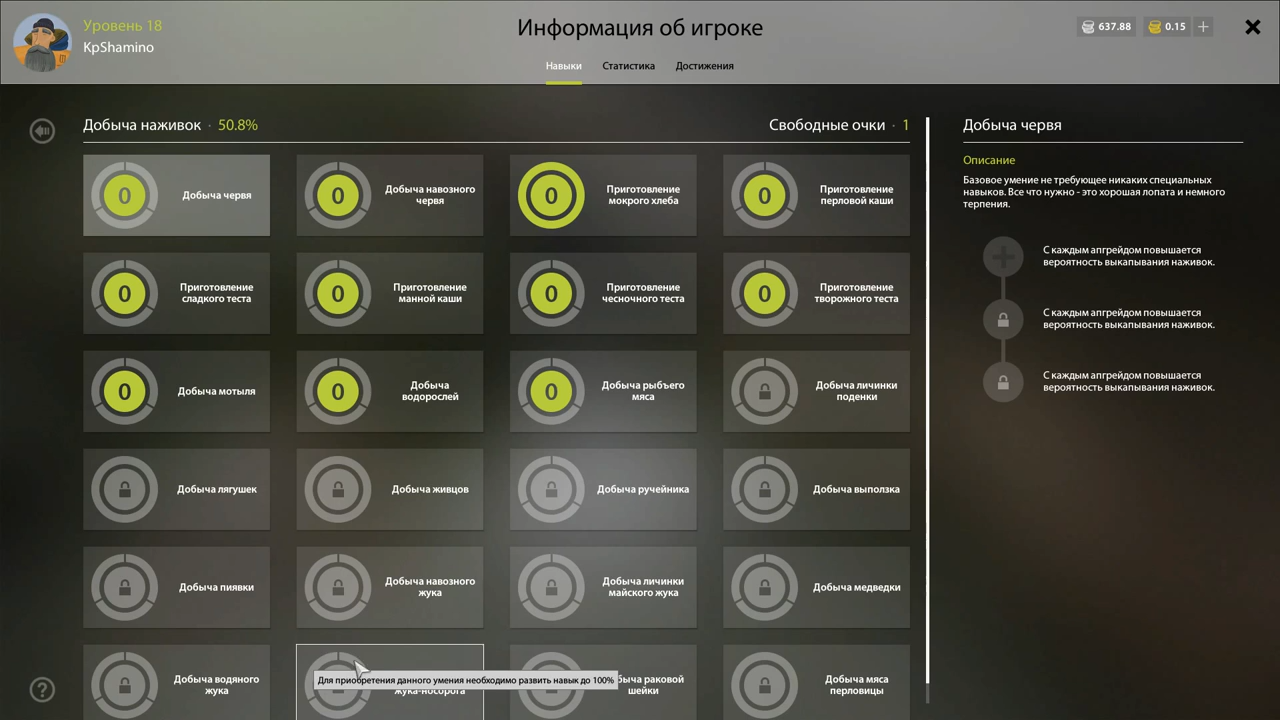 Уровень 18
KpShamino
Информация об игроке
637.88
0.15
Навыки
Статистика
Достижения
Добыча наживок · 50.8%
Свободные очки · 1
0
Добыча червя
0
Добыча навозного
червя
0
Приготовление
мокрого хлеба
0
Приготовление
перловой каши
0
Приготовление
сладкого теста
0
Приготовление
манной каши
0
Приготовление
чесночного теста
0
Приготовление
творожного теста
0
Добыча мотыля
0
Добыча
водорослей
0
Добыча рыбьего
мяса
Добыча личинки
поденки
Добыча лягушек
Добыча живцов
Добыча ручейника
Добыча выползка
Добыча пиявки
Добыча навозного
жука
Добыча личинки
майского жука
Добыча медведки
Добыча водяного
жука
Для приобретения данного умения необходимо развить навык до 100%
жука-носорога
раковой
шейки
Добыча мяса
перловицы
Добыча червя
Описание
Базовое умение не требующее никаких специальных
навыков. Все что нужно - это хорошая лопата и немного
терпения.
С каждым апгрейдом повышается
вероятность выкапывания наживок.
С каждым апгрейдом повышается
вероятность выкапывания наживок.
С каждым апгрейдом повышается
вероятность выкапывания наживок.